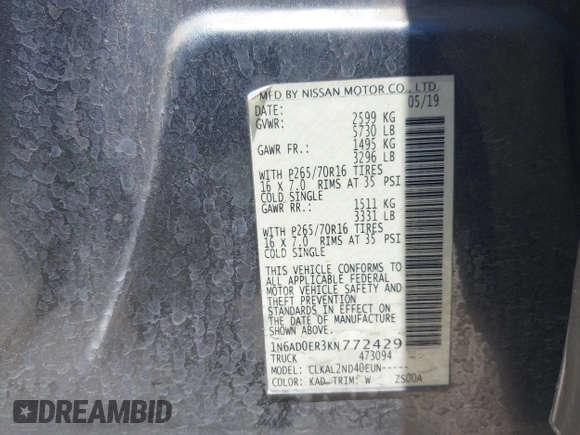 MFD BY NISSAN MOTOR CO., LTD.
DATE: 05/19
GVWR: 2599 KG
5730 LB
GAWR FR.: 1495 KG
3296 LB
WITH P265/70R16 TIRES
16 X 7.0 RIMS AT 35 PSI
COLD SINGLE
GAWR RR.: 1511 KG
3331 LB
WITH P265/70R16 TIRES
16 X 7.0 RIMS AT 35 PSI
COLD SINGLE
THIS VEHICLE CONFORMS TO
ALL APPLICABLE FEDERAL
MOTOR VEHICLE SAFETY AND
THEFT PREVENTION
STANDARDS IN EFFECT ON
THE DATE OF MANUFACTURE
SHOWN ABOVE.
1N6AD0ER3KN772429
TRUCK 473094
MODEL: CLKAL2ND40EUN-----
COLOR: KAD TRIM: W ZS00A
EPICBID